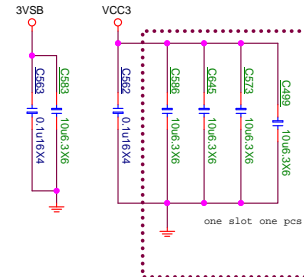 3VSB
VCC3
C563
0.1u16X4
C583
10u6.3X6
C562
0.1u16X4
C586
10u6.3X6
C645
10u6.3X6
C573
10u6.3X6
C499
10u6.3X6
one slot one pcs